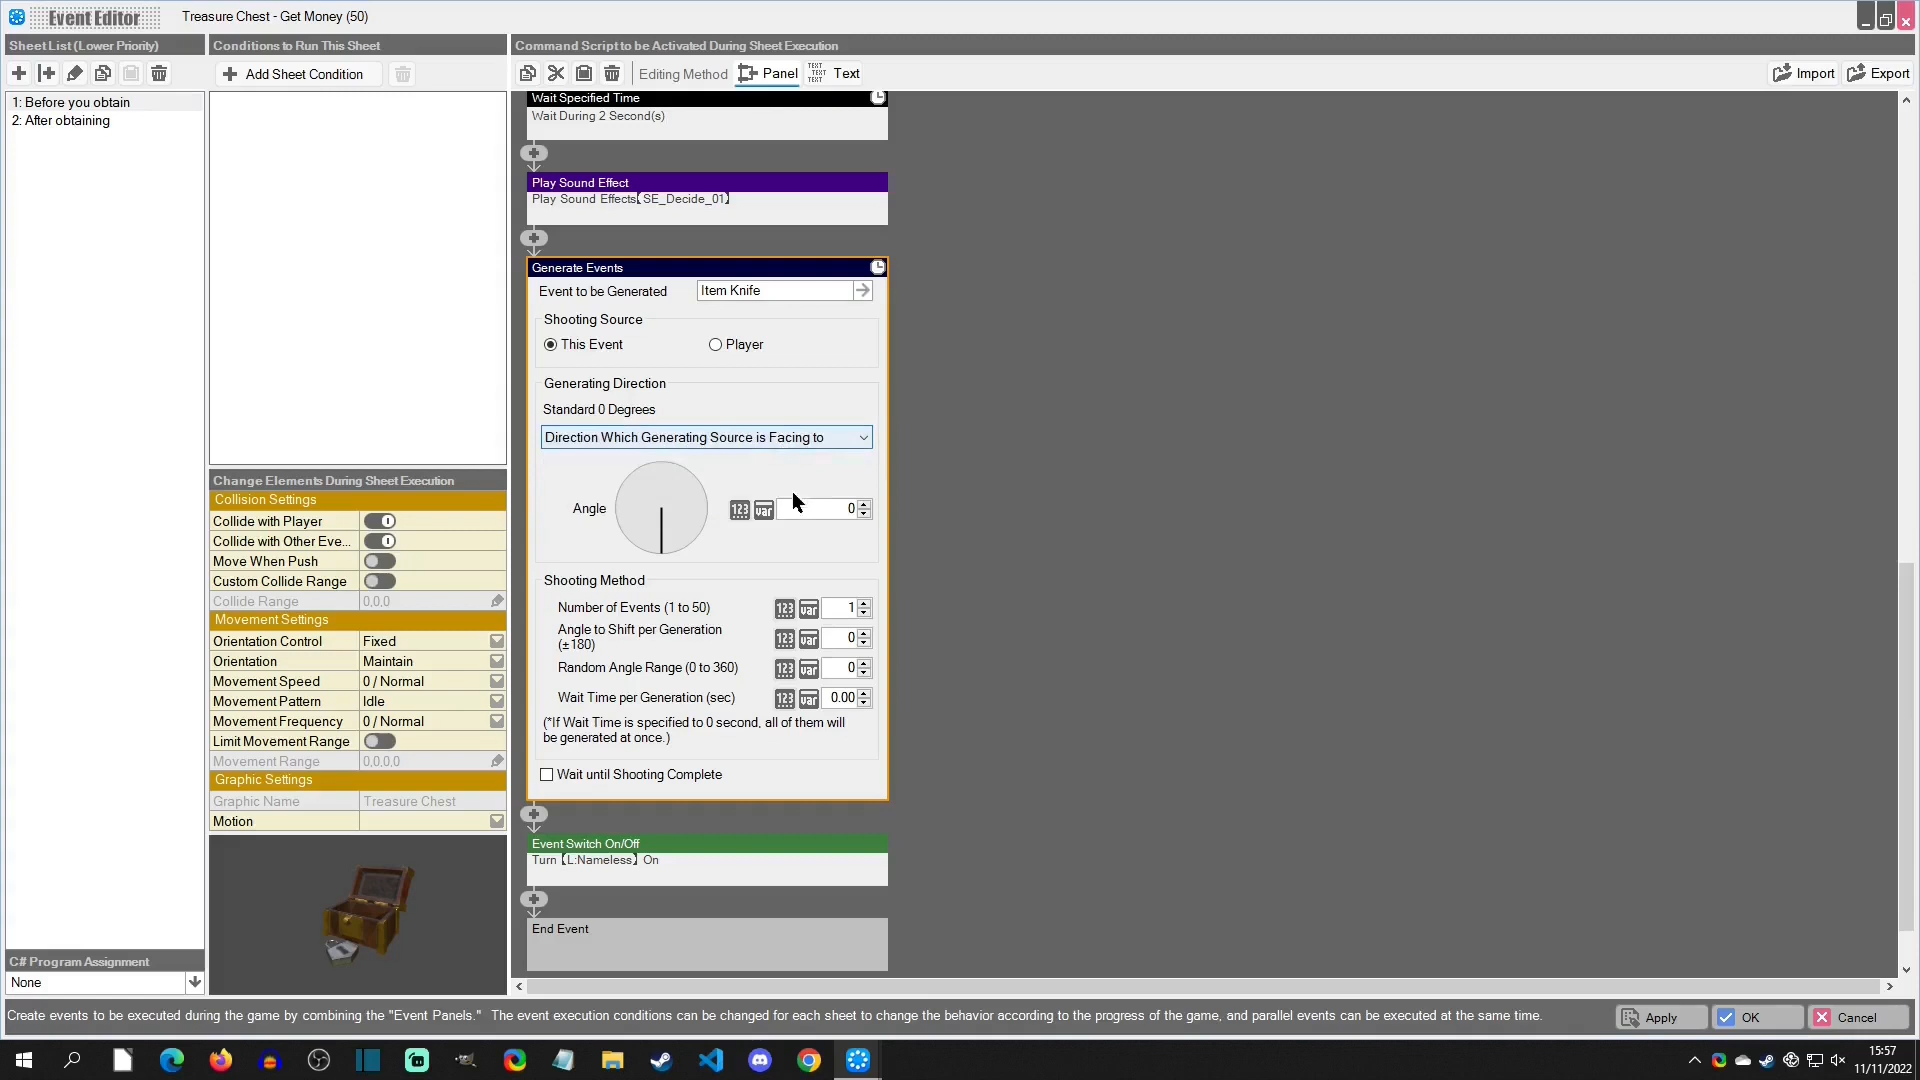 Event Editor
Treasure Chest - Get Money (50)
Sheet List (Lower Priority)
Conditions to Run This Sheet
Command Script to be Activated During Sheet Execution
Add Sheet Condition
Editing Method
Panel
TEXT TEXT TEXT
Text
Import
Export
1: Before you obtain
2: After obtaining
Wait Specified Time
Wait During 2 Second(s)
Play Sound Effect
Play Sound Effects【SE_Decide_01】
Generate Events
Event to be Generated
Item Knife
Shooting Source
This Event
Player
Generating Direction
Standard 0 Degrees
Direction Which Generating Source is Facing to
Angle
123 var 0
Shooting Method
Number of Events (1 to 50)
123 var 1
Angle to Shift per Generation
(±180)
123 var 0
Random Angle Range (0 to 360)
123 var 0
Wait Time per Generation (sec)
123 var 0.00
(*If Wait Time is specified to 0 second, all of them will
be generated at once.)
Wait until Shooting Complete
Event Switch On/Off
Turn【L:Nameless】On
End Event
Change Elements During Sheet Execution
Collision Settings
Collide with Player
Collide with Other Eve...
Move When Push
Custom Collide Range
Collide Range 0,0,0
Movement Settings
Orientation Control Fixed
Orientation Maintain
Movement Speed 0 / Normal
Movement Pattern Idle
Movement Frequency 0 / Normal
Limit Movement Range
Movement Range 0,0,0,0
Graphic Settings
Graphic Name Treasure Chest
Motion
C# Program Assignment
None
Create events to be executed during the game by combining the "Event Panels." The event execution conditions can be changed for each sheet to change the behavior according to the progress of the game, and parallel events can be executed at the same time.
Apply
OK
Cancel
15:57
11/11/2022